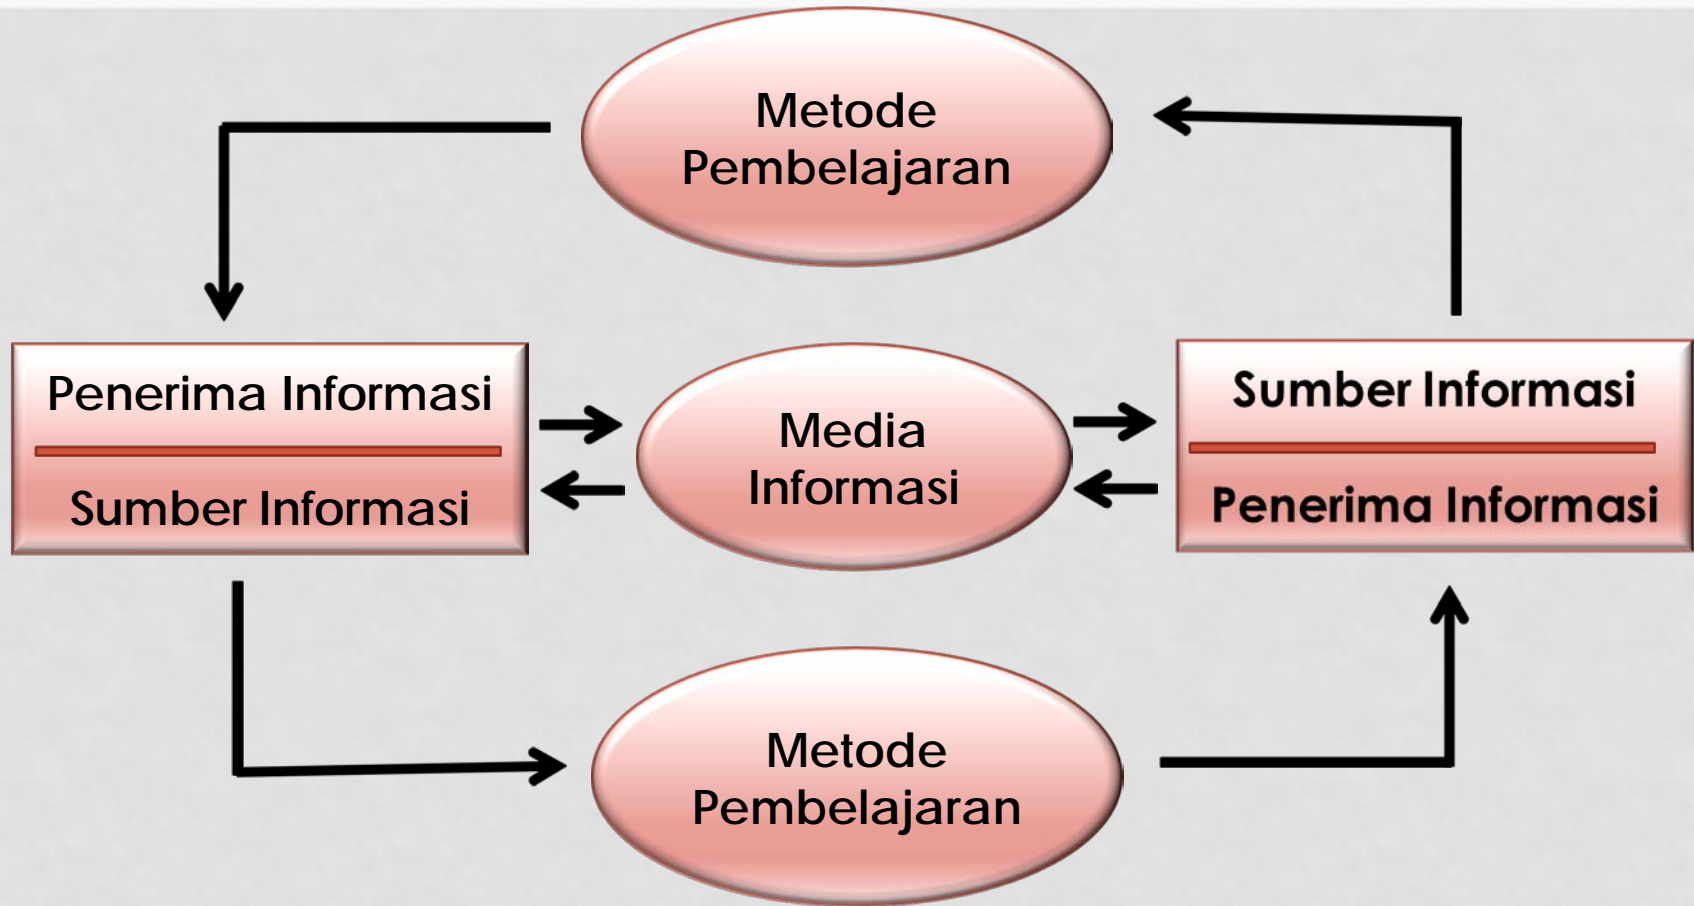 Metode
Pembelajaran
Penerima Informasi
Sumber Informasi
Media
Informasi
Sumber Informasi
Penerima Informasi
Metode
Pembelajaran